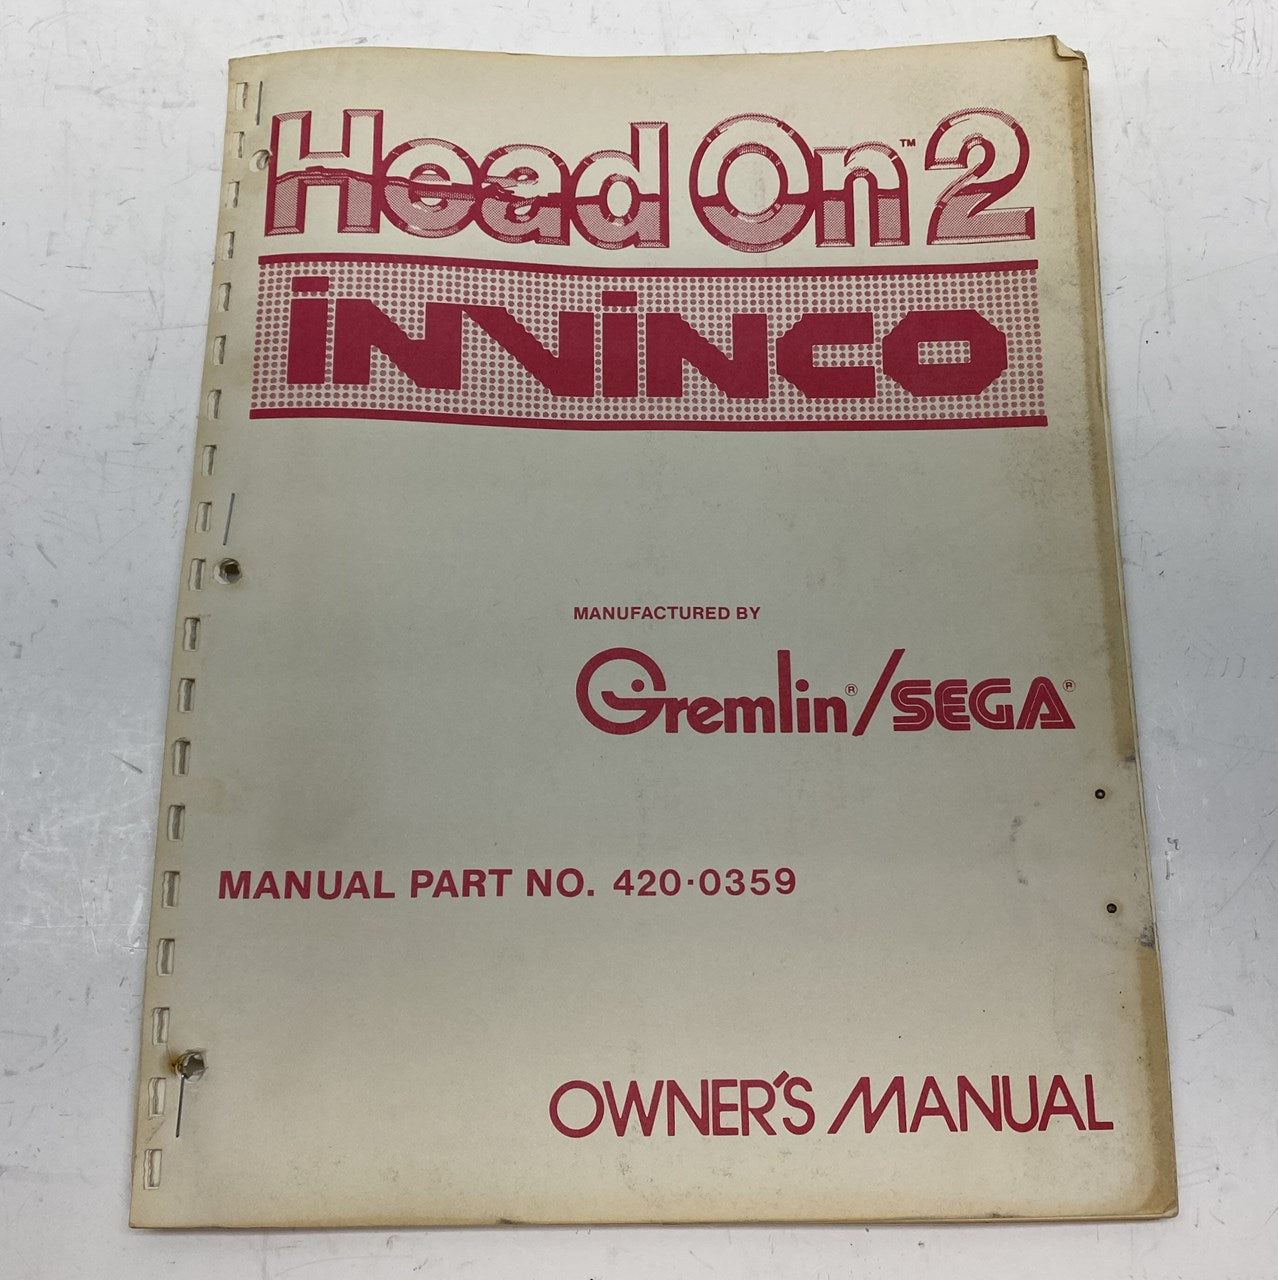 Head On™ 2
INVINCO
MANUFACTURED BY
Gremlin®/SEGA®
MANUAL PART NO. 420-0359
OWNER'S MANUAL